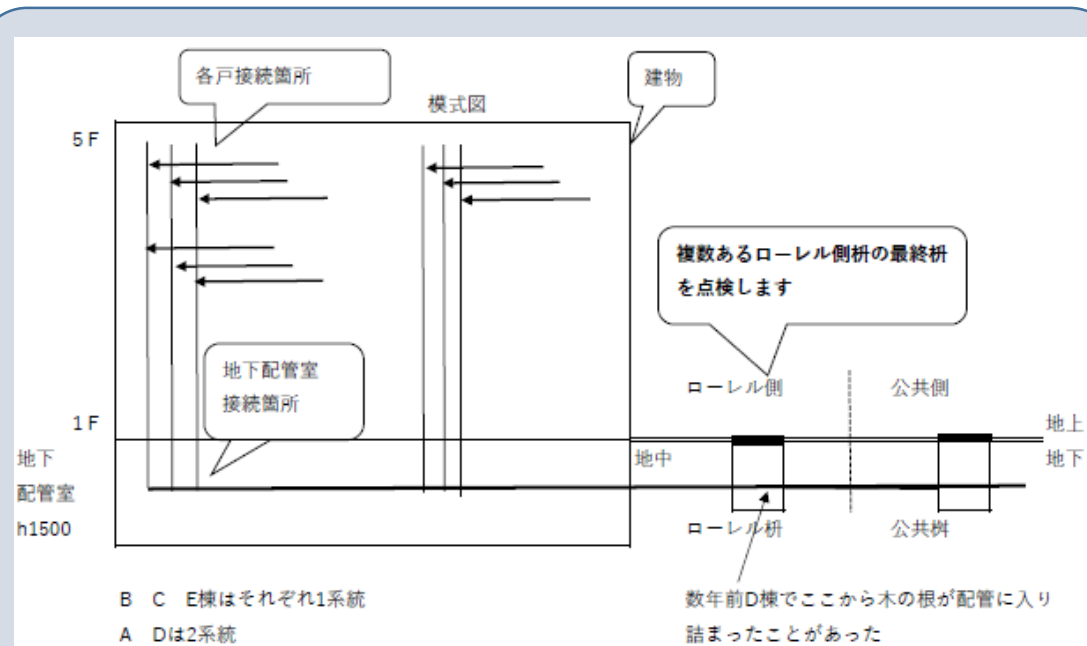 各戸接続箇所
建物
模式図
5F
複数あるローレル側枡の最終枡
を点検します
地下配管室
接続箇所
ローレル側
公共側
1F
地上
地下
地中
地下
配管室
h1500
ローレル枡
公共桝
B C E棟はそれぞれ1系統
A Dは2系統
数年前D棟でここから木の根が配管に入り
詰まったことがあった